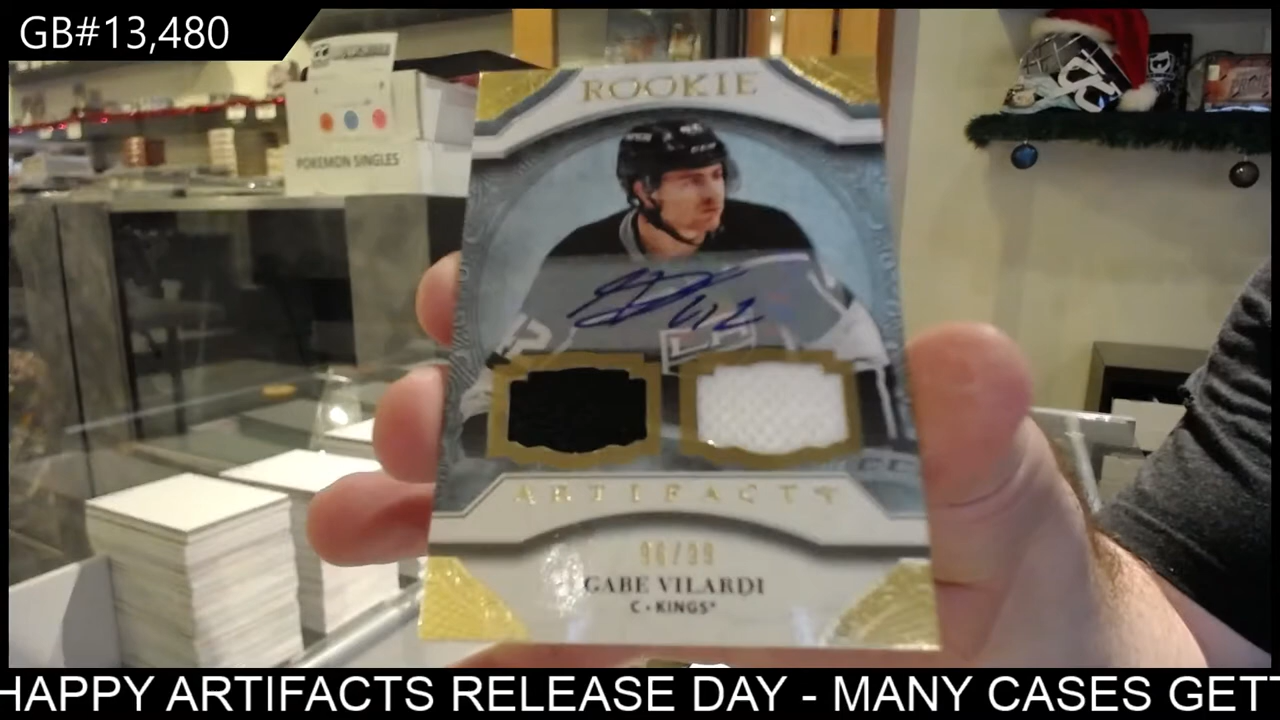 GB#13,480
POKEMON SINGLES
ROOKIE
ARTIFACTS
GABE VILARDI
C • KINGS
HAPPY ARTIFACTS RELEASE DAY - MANY CASES GETT